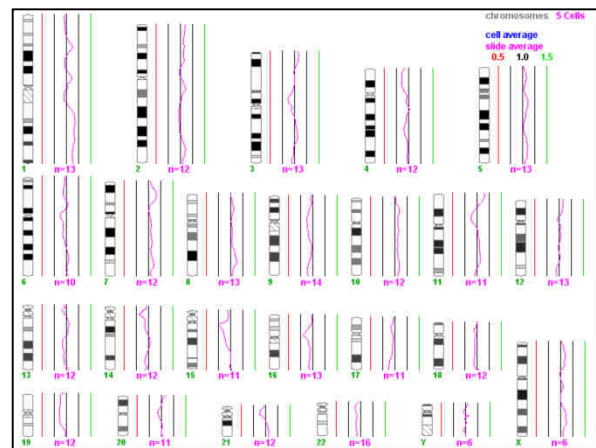 chromosomes 5 Cells
cell average
slide average
0.5 1.0 1.5
1 n=13
2 n=12
3 n=13
4 n=12
5 n=13
6 n=10
7 n=12
8 n=13
9 n=14
10 n=12
11 n=11
12 n=13
13 n=12
14 n=12
15 n=11
16 n=13
17 n=11
18 n=12
19 n=12
20 n=11
21 n=12
22 n=16
Y n=6
X n=6